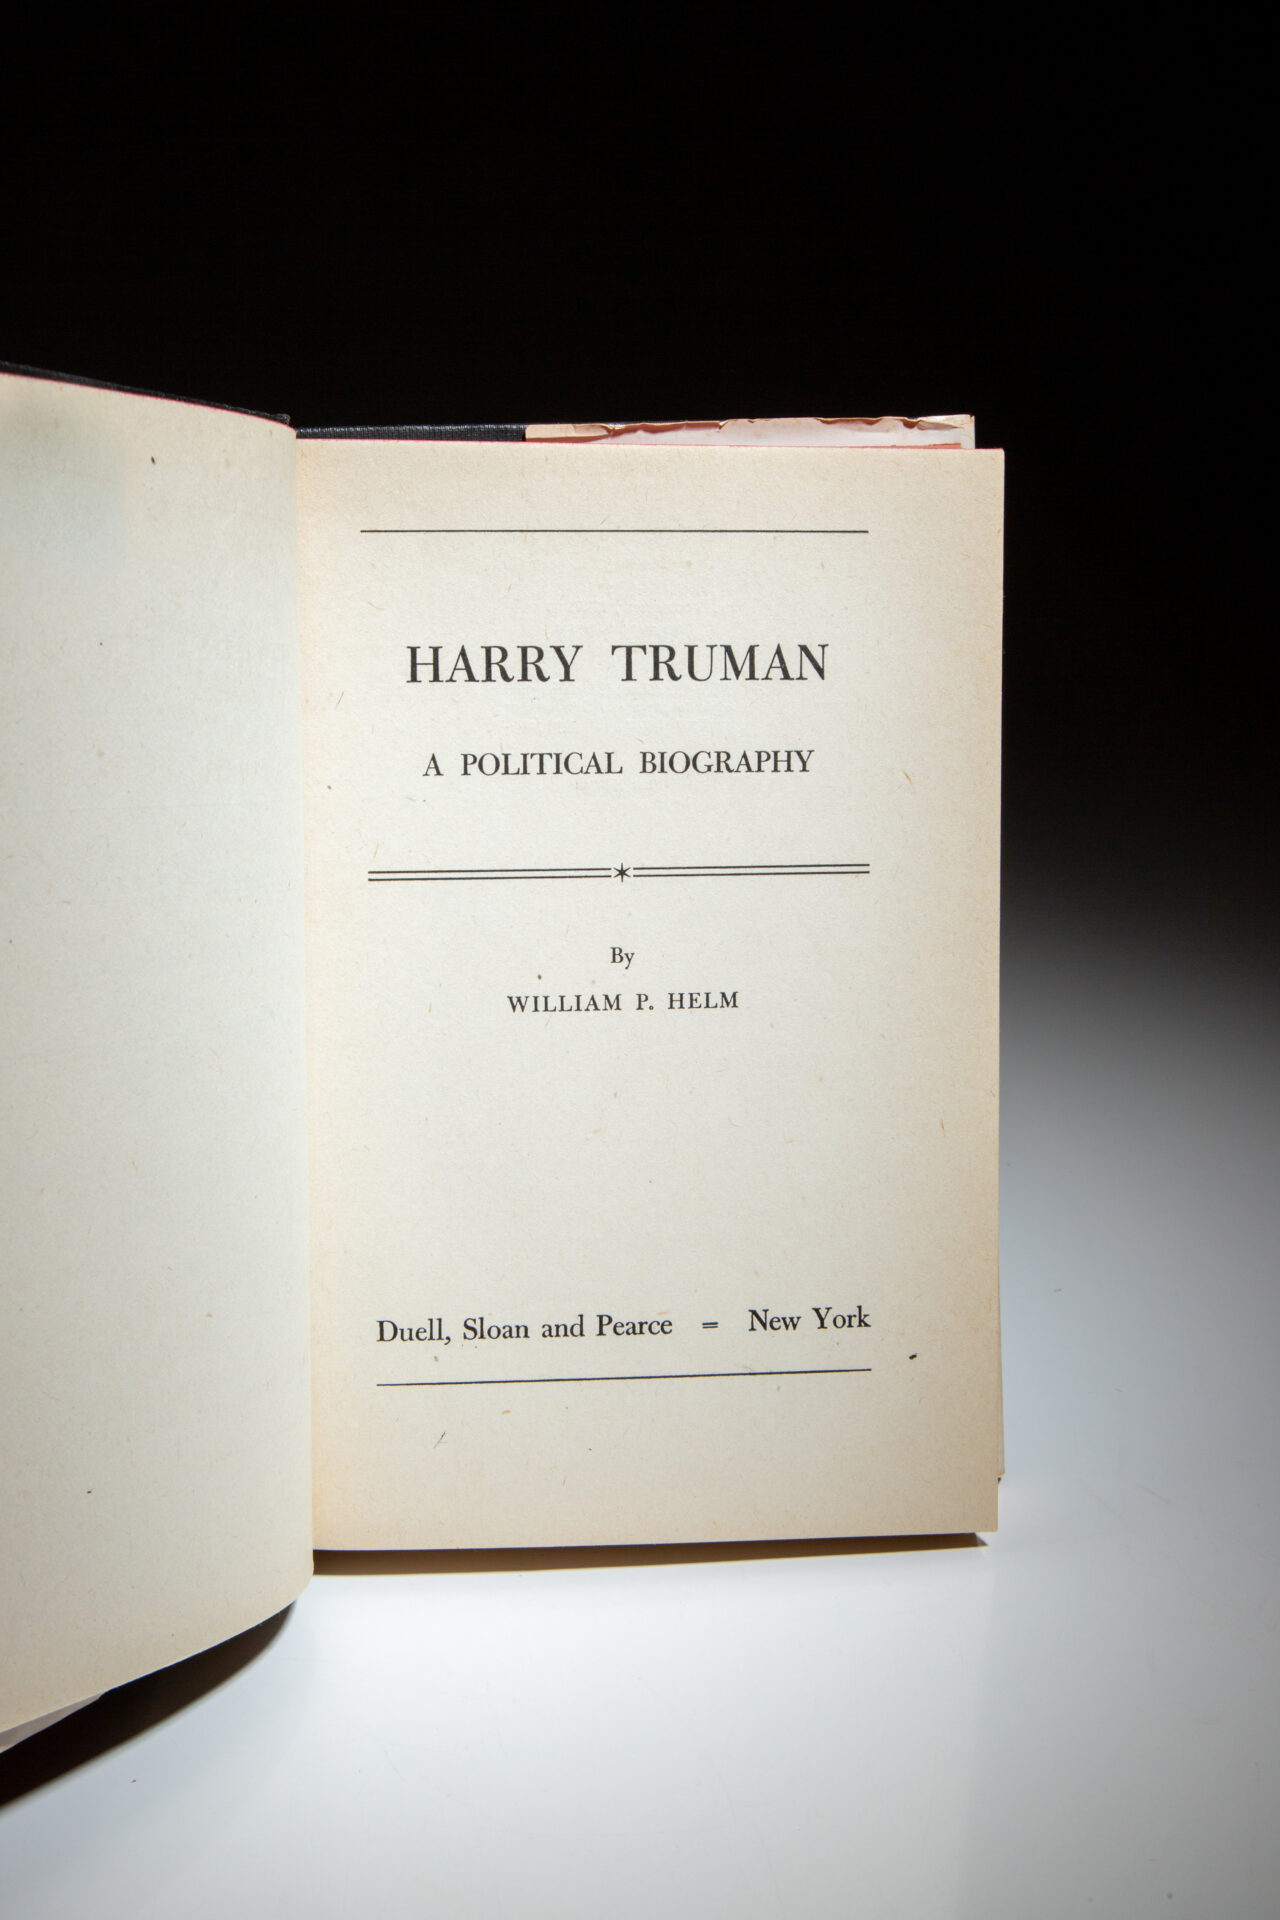 HARRY TRUMAN
A POLITICAL BIOGRAPHY
By
WILLIAM P. HELM
Duell, Sloan and Pearce = New York